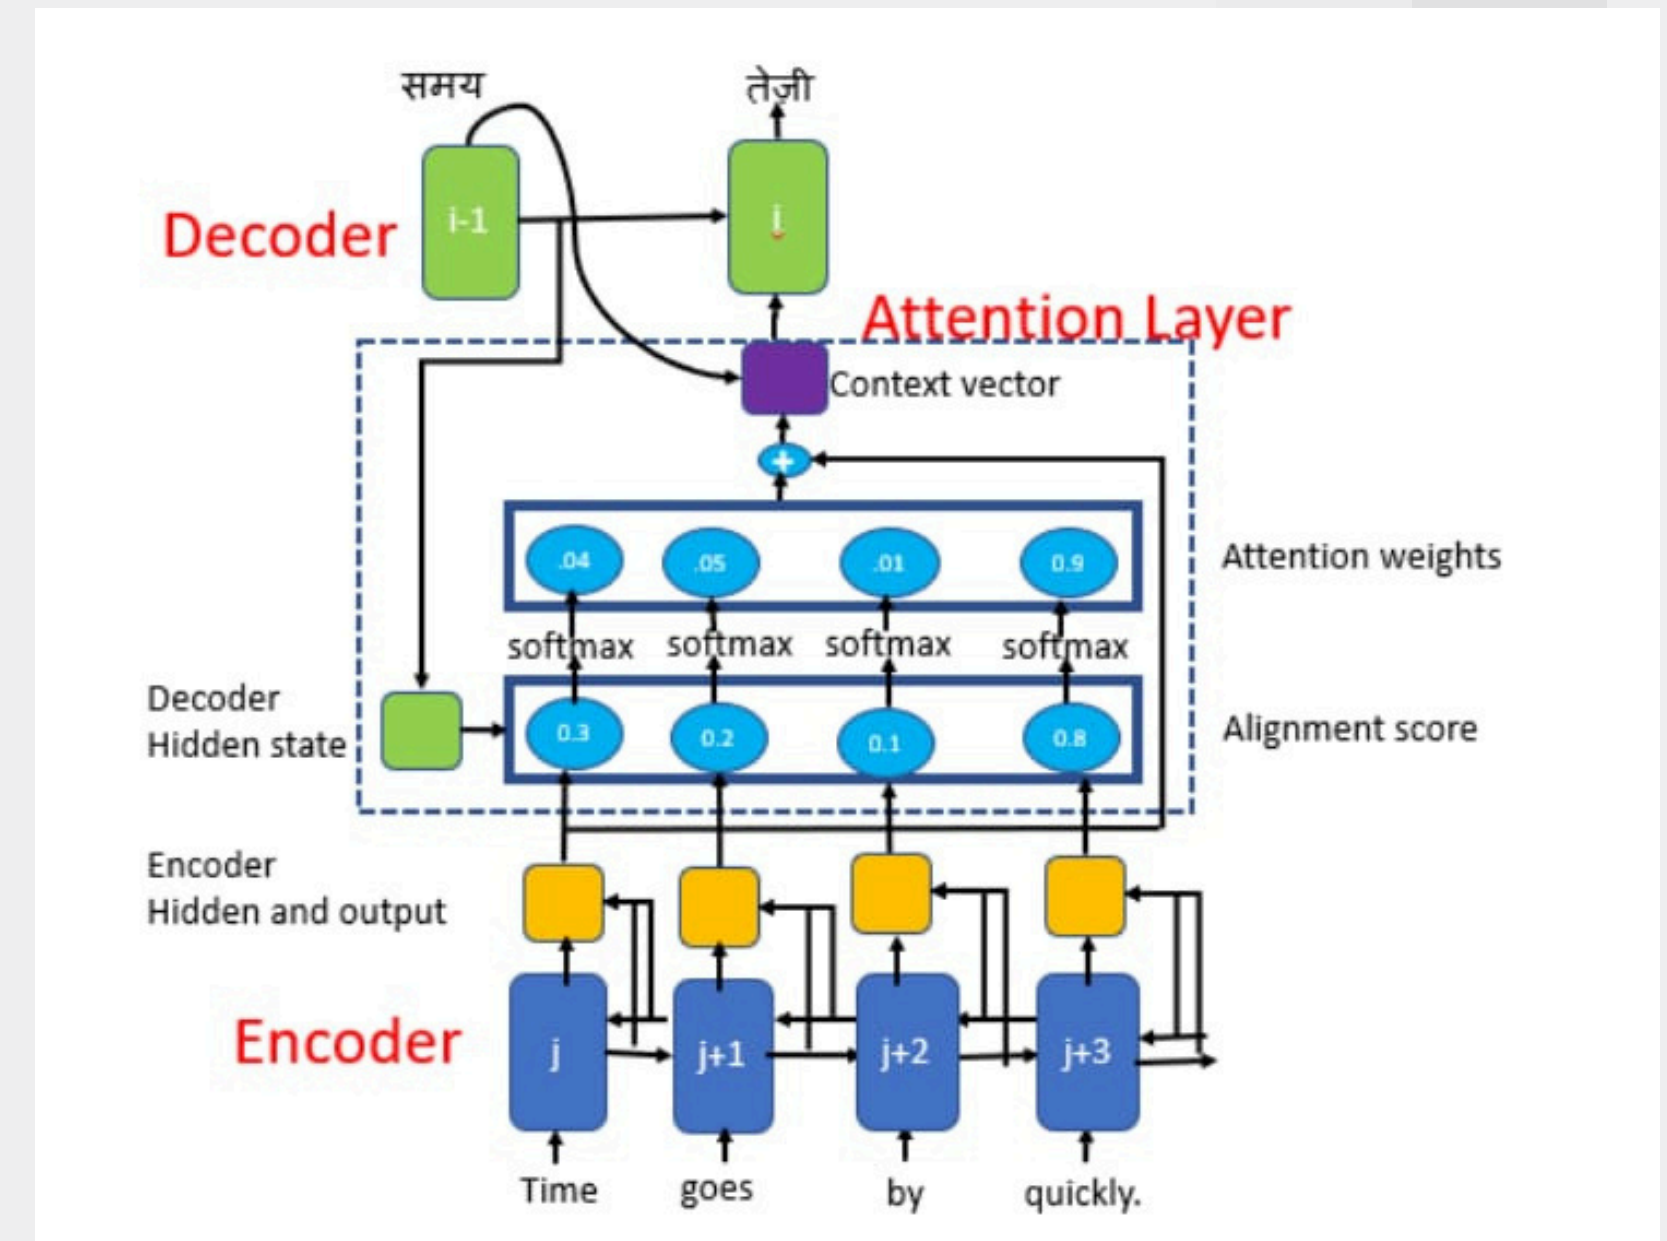 समय
तेज़ी
i-1
i
Decoder
Attention Layer
Context vector
+
.04
.05
.01
0.9
Attention weights
softmax
softmax
softmax
softmax
Decoder
Hidden state
0.3
0.2
0.1
0.8
Alignment score
Encoder
Hidden and output
Encoder
j
j+1
j+2
j+3
Time
goes
by
quickly.